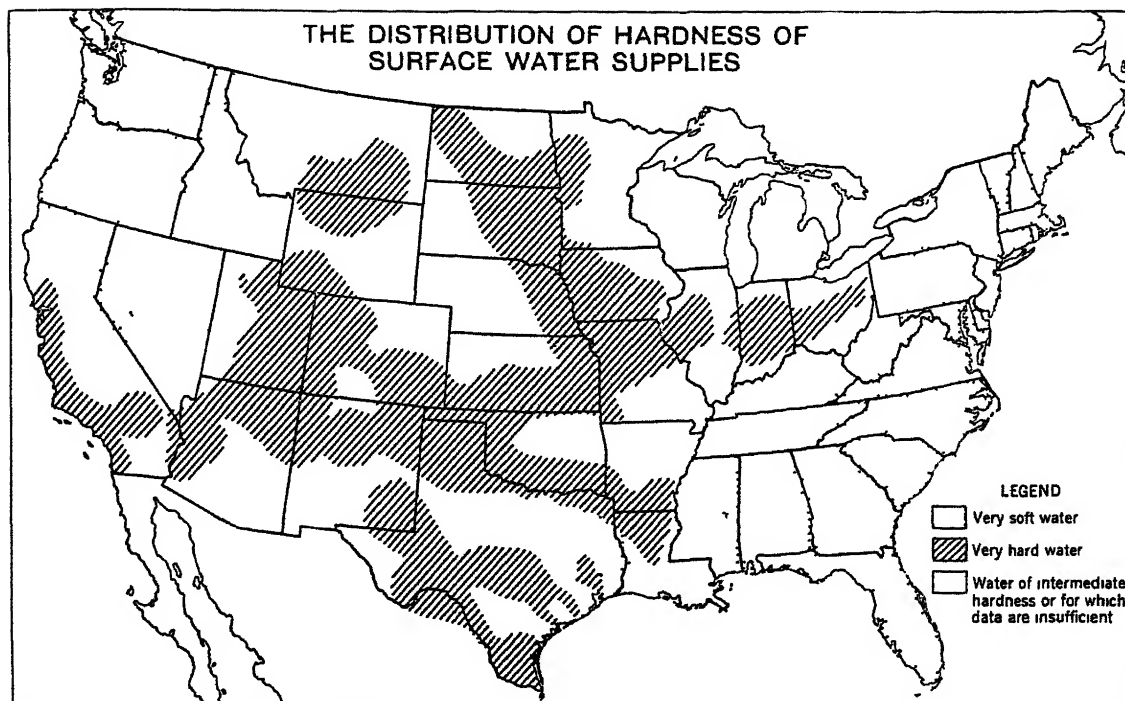 THE DISTRIBUTION OF HARDNESS OF
SURFACE WATER SUPPLIES
LEGEND
Very soft water
Very hard water
Water of intermediate
hardness or for which
data are insufficient